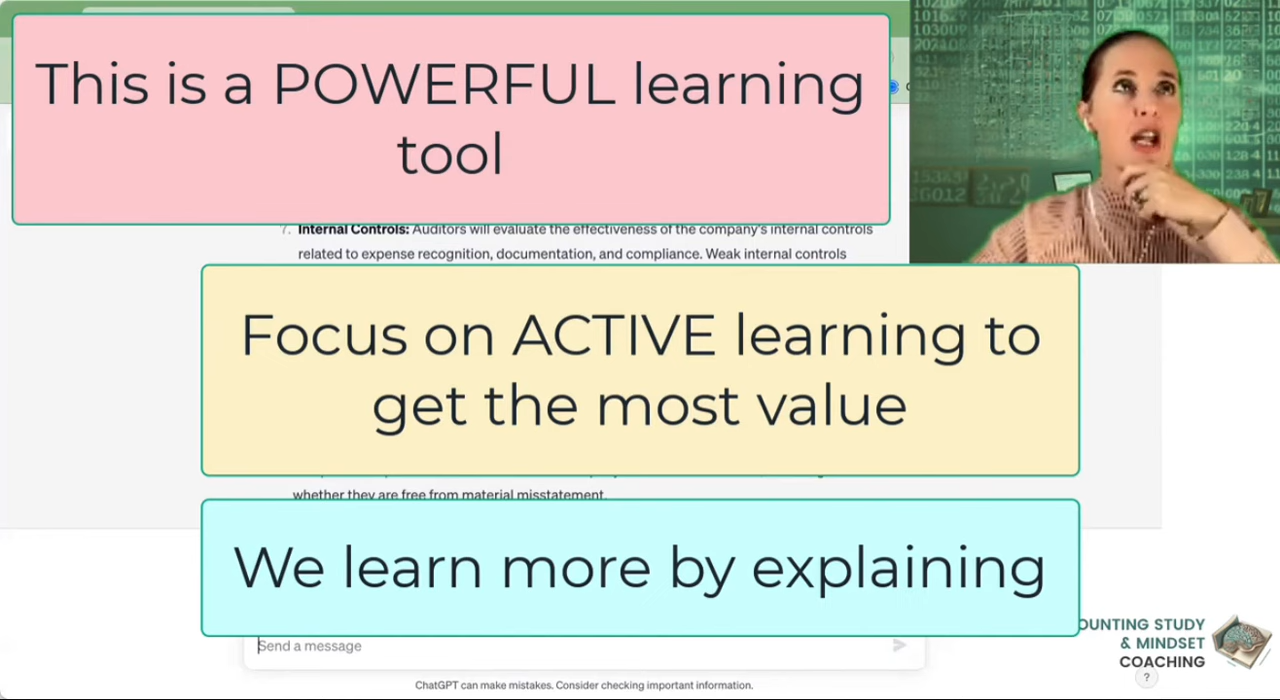 This is a POWERFUL learning
tool
7. Internal Controls: Auditors will evaluate the effectiveness of the company's internal controls
related to expense recognition, documentation, and compliance. Weak internal controls
Focus on ACTIVE learning to
get the most value
whether they are free from material misstatement.
We learn more by explaining
Send a message
OUNTING STUDY
& MINDSET
COACHING
?
ChatGPT can make mistakes. Consider checking important information.